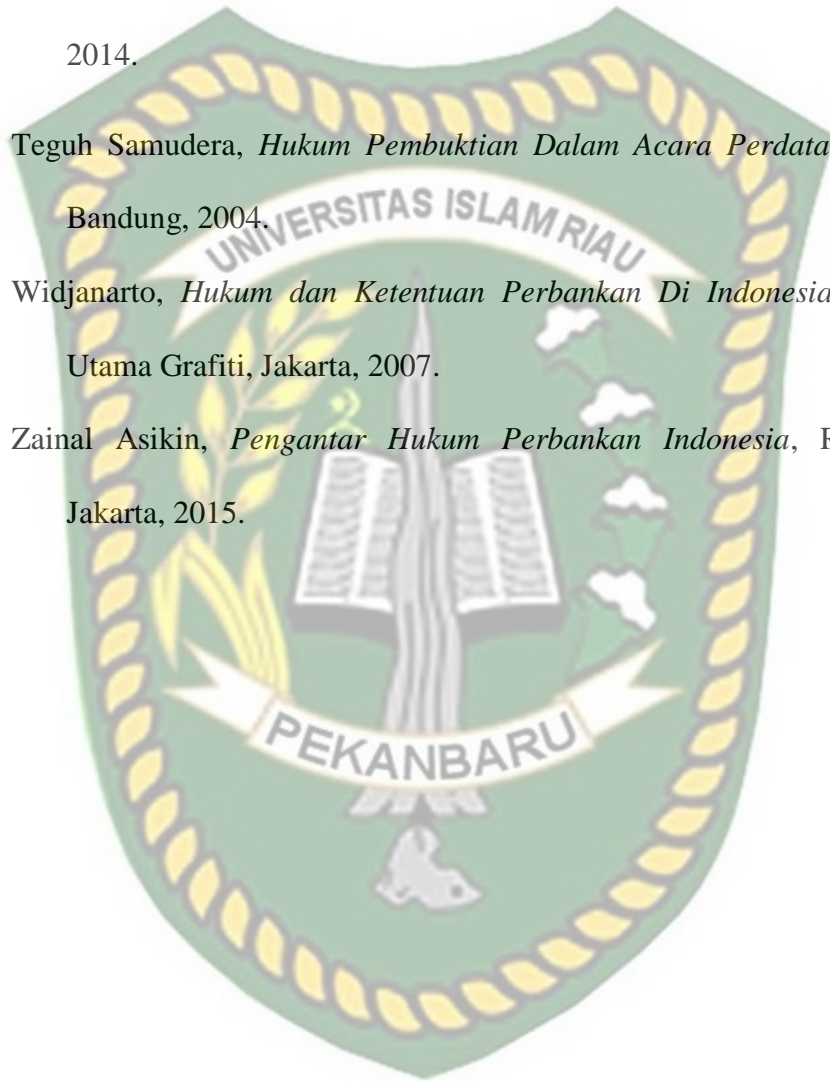 2014.
Teguh Samudera, Hukum Pembuktian Dalam Acara Perdata
Bandung, 2004.
UNIVERSITAS ISLAM RIAU
Widjanarto, Hukum dan Ketentuan Perbankan Di Indonesia
Utama Grafiti, Jakarta, 2007.
Zainal Asikin, Pengantar Hukum Perbankan Indonesia, R
Jakarta, 2015.
PEKANBARU